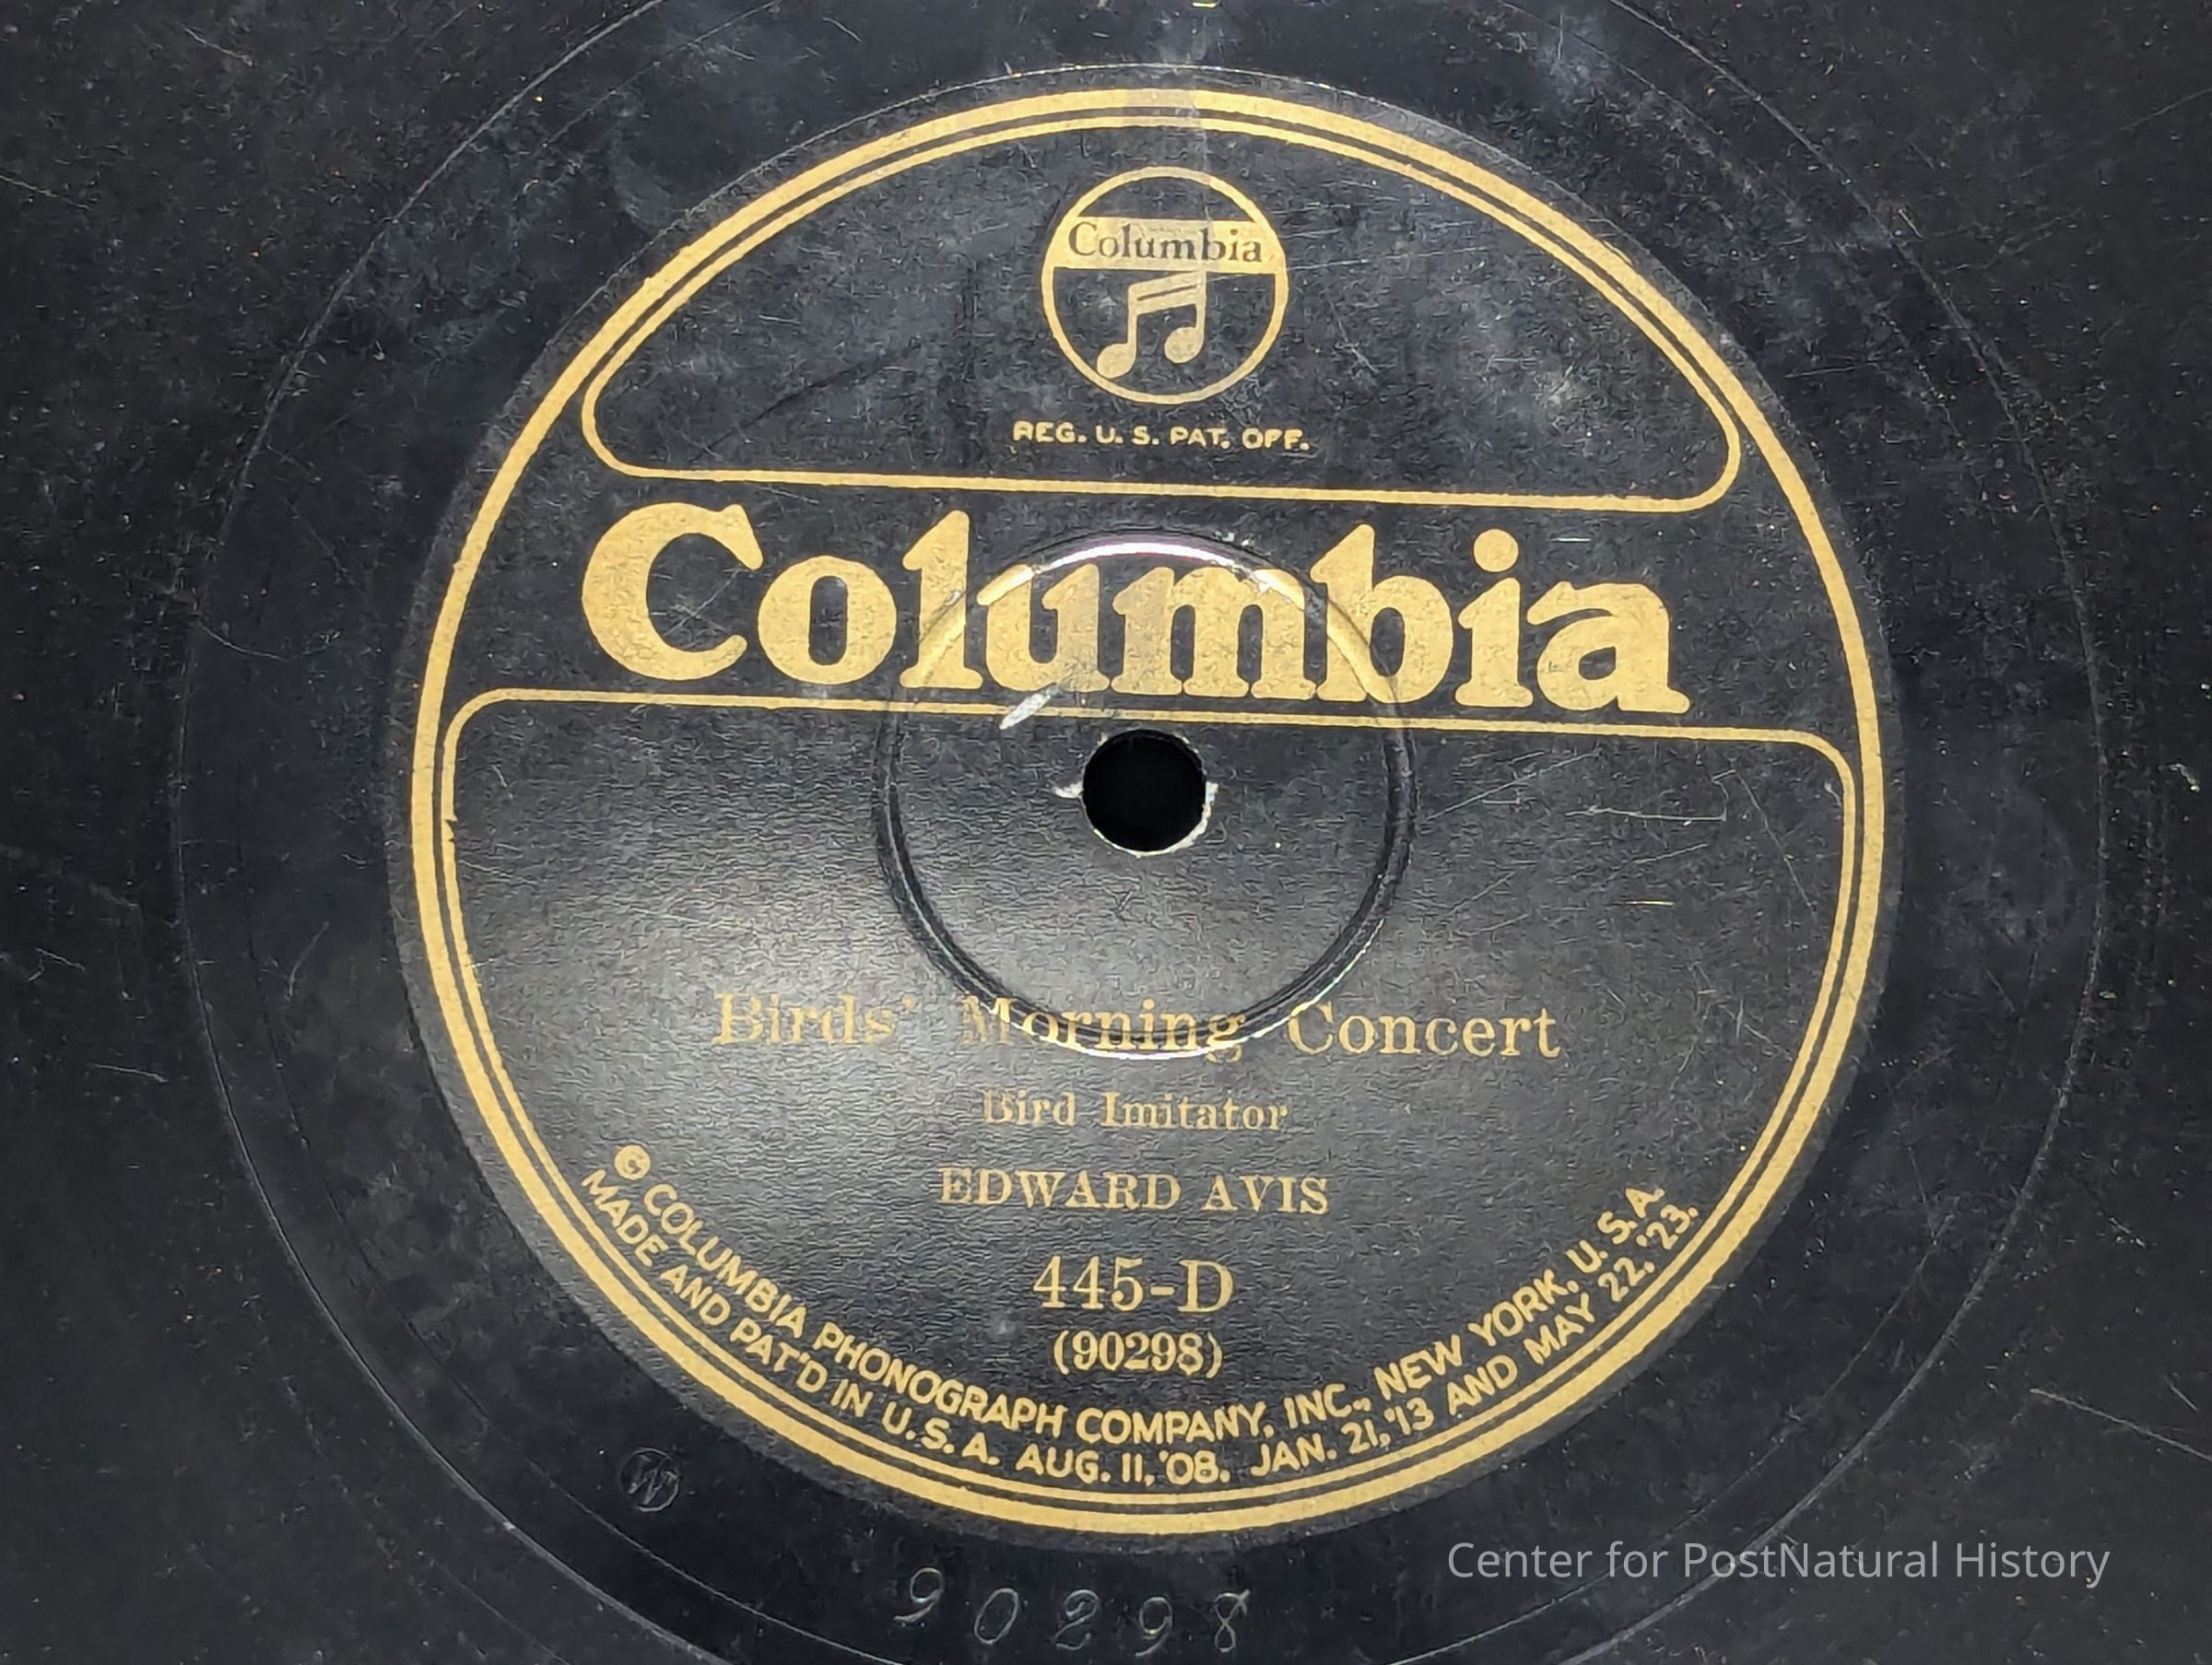 Columbia
REG. U. S. PAT. OFF.
Columbia
Birds' Morning Concert
Bird Imitator
EDWARD AVIS
445-D
(90298)
© COLUMBIA PHONOGRAPH COMPANY, INC., NEW YORK, U. S. A.
MADE AND PAT'D IN U. S. A. AUG. 11, '08. JAN. 21, '13 AND MAY 22, '23.
W
90298
Center for PostNatural History